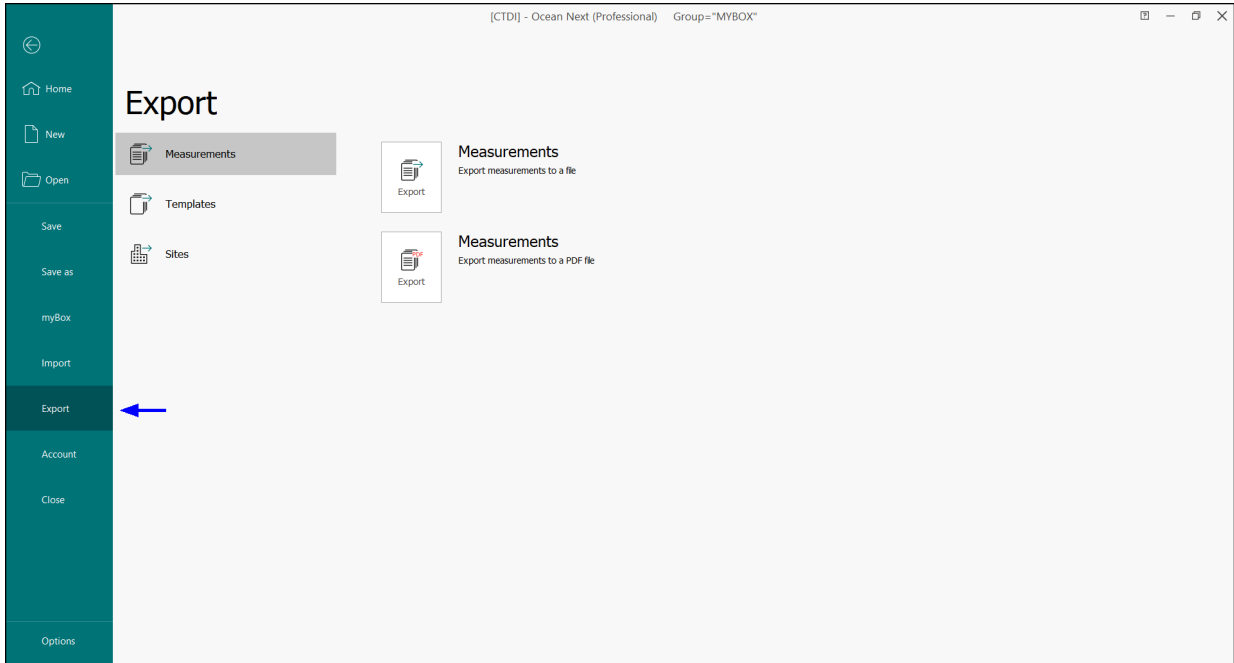 [CTDI] - Ocean Next (Professional) Group="MYBOX"
Home
New
Open
Save
Save as
myBox
Import
Export
Account
Close
Options
Export
Measurements
Templates
Sites
Export
Measurements
Export measurements to a file
PDF
Export
Measurements
Export measurements to a PDF file